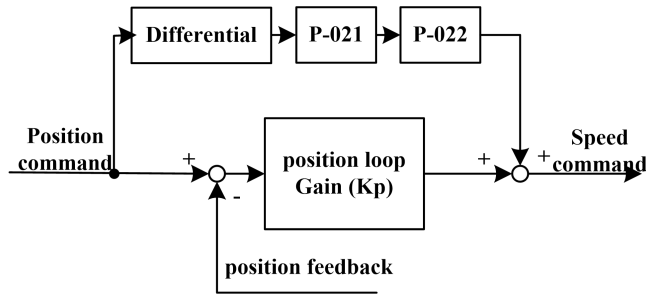 Differential
P-021
P-022
Position
command
+
-
position loop
Gain (Kp)
+
+
Speed
command
position feedback